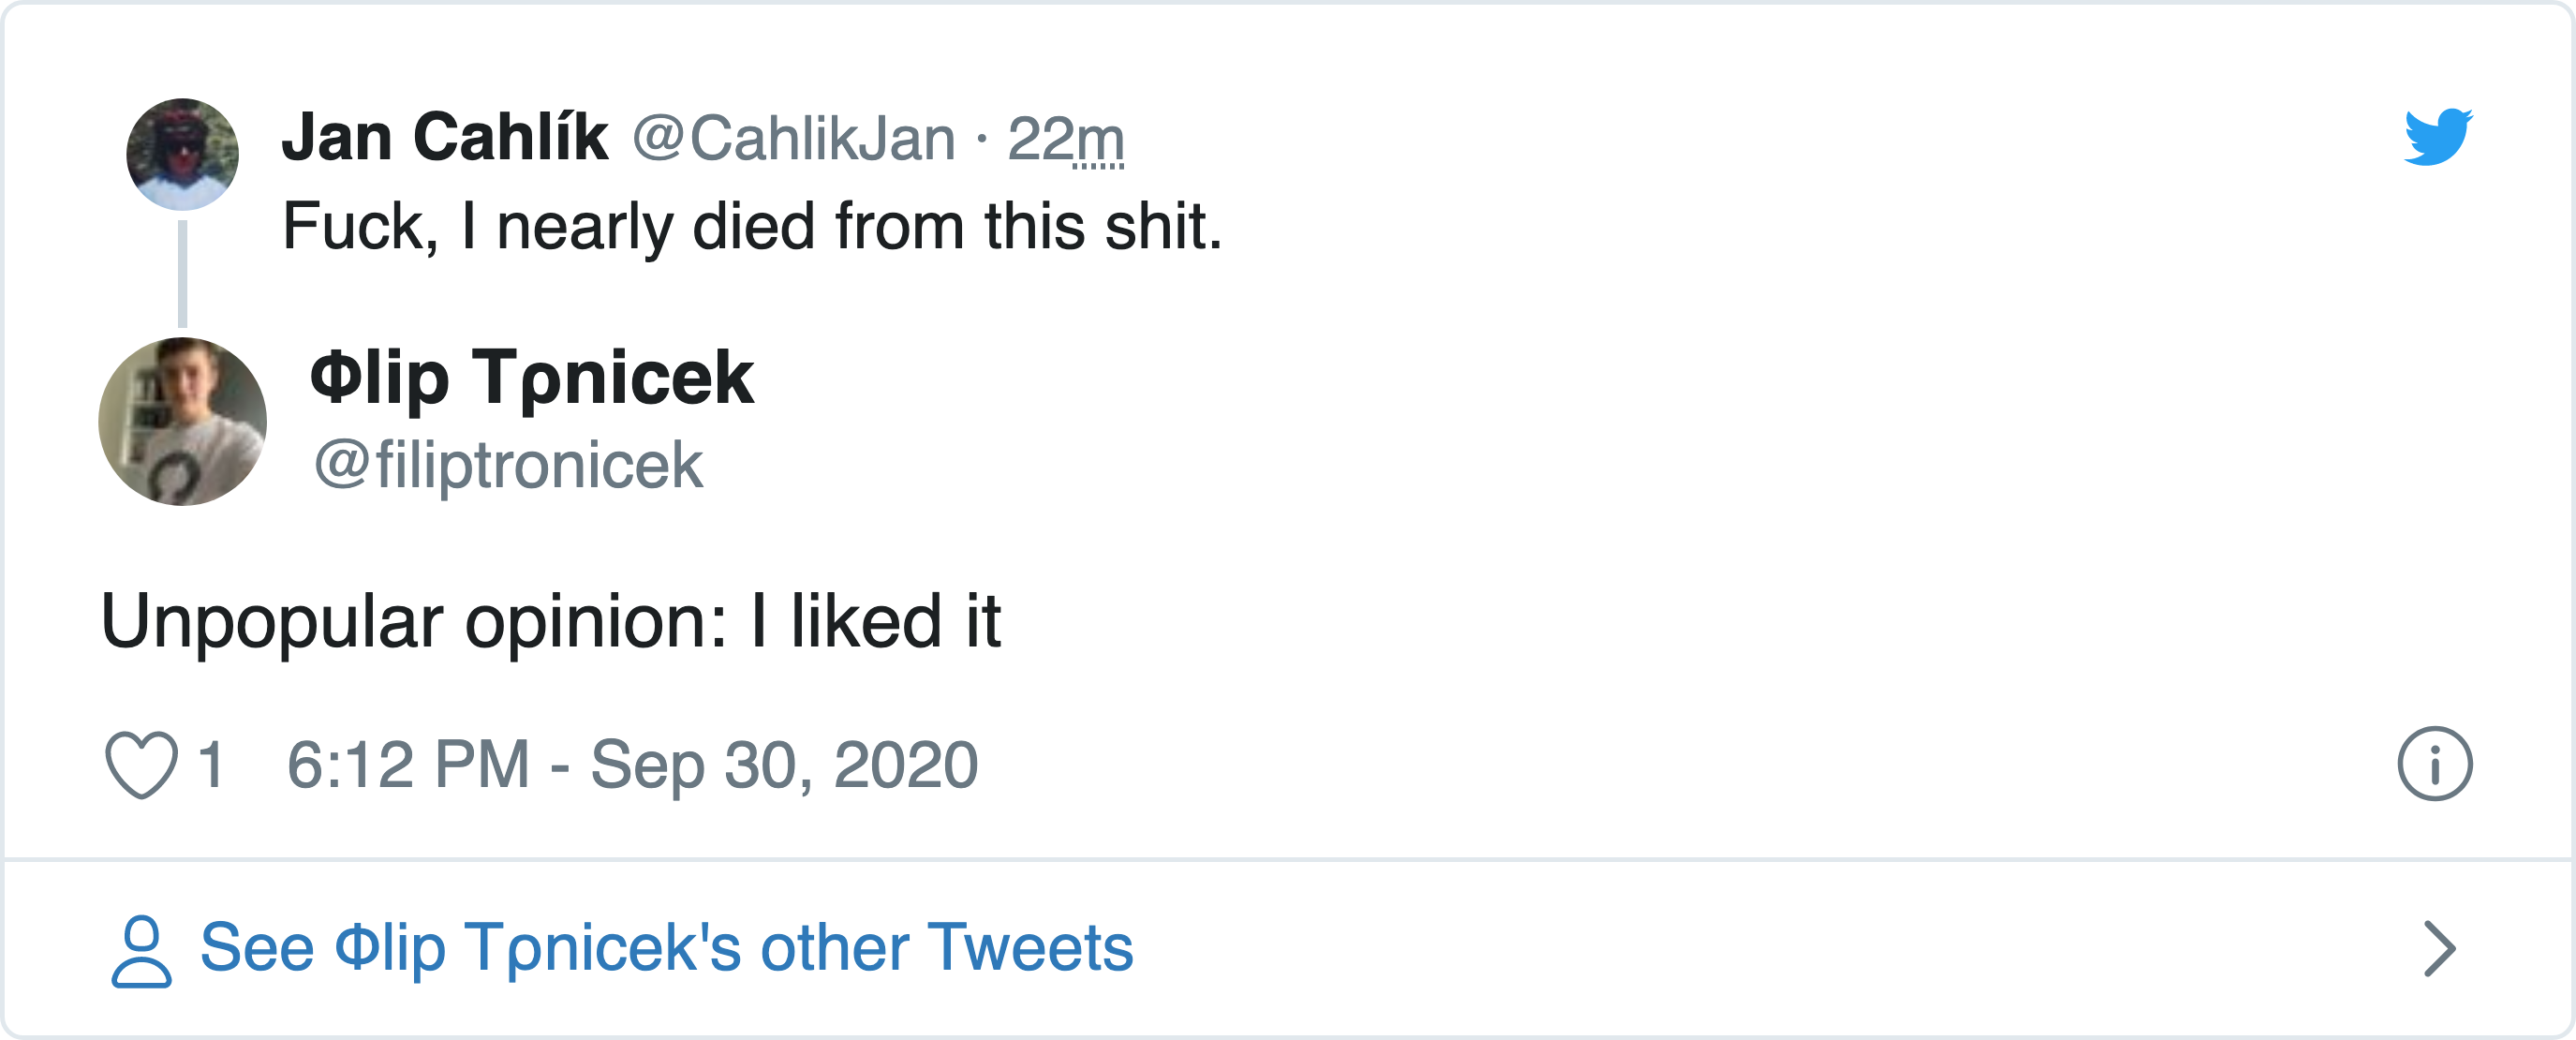 Jan Cahlík @CahlikJan · 22m
Fuck, I nearly died from this shit.
Φlip Tρnicek
@filiptronicek
Unpopular opinion: I liked it
1 6:12 PM - Sep 30, 2020
See Φlip Tρnicek's other Tweets